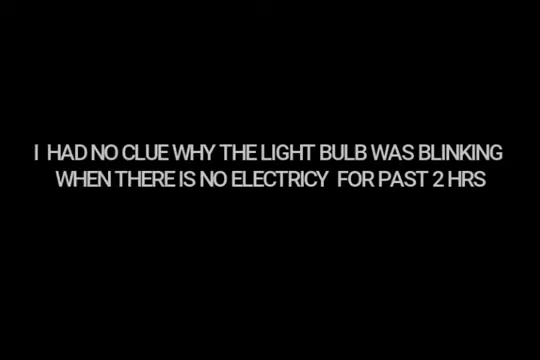 I HAD NO CLUE WHY THE LIGHT BULB WAS BLINKING
WHEN THERE IS NO ELECTRICY FOR PAST 2 HRS